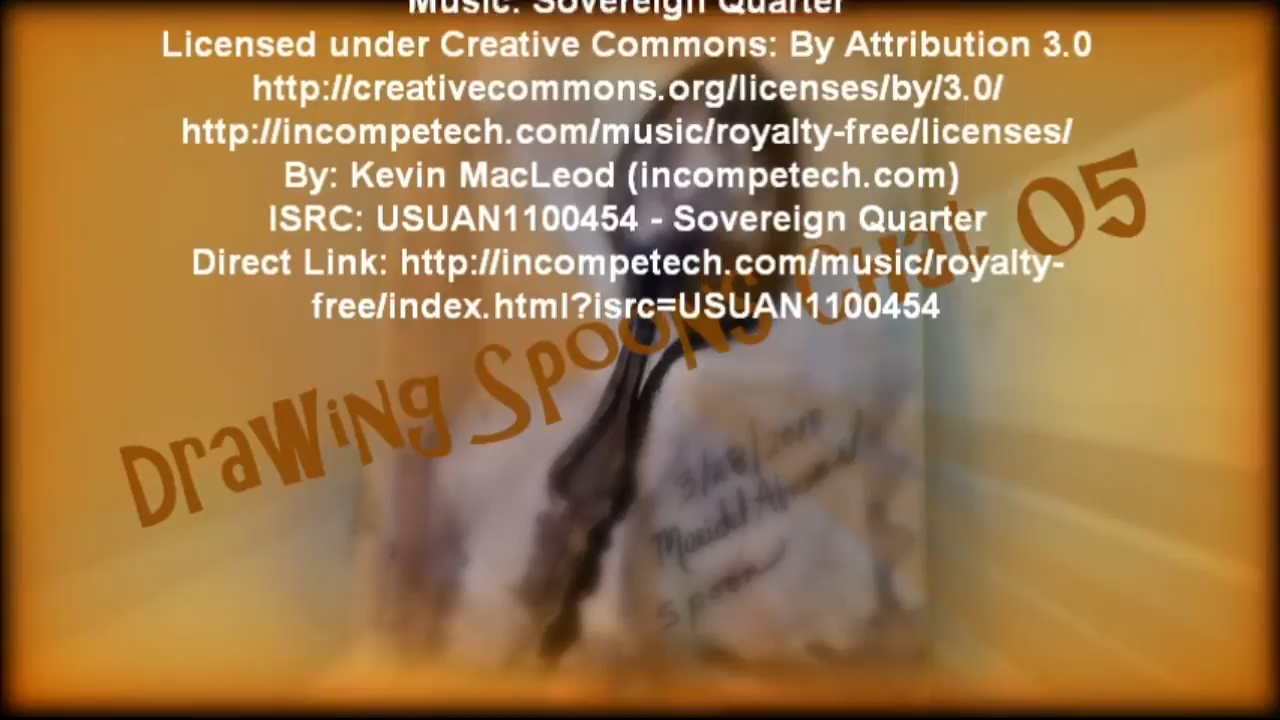 Music: Sovereign Quarter
Licensed under Creative Commons: By Attribution 3.0
http://creativecommons.org/licenses/by/3.0/
http://incompetech.com/music/royalty-free/licenses/
By: Kevin MacLeod (incompetech.com)
ISRC: USUAN1100454 - Sovereign Quarter
Direct Link: http://incompetech.com/music/royalty-
free/index.html?isrc=USUAN1100454
Drawing Spoons Chat 05
spoon